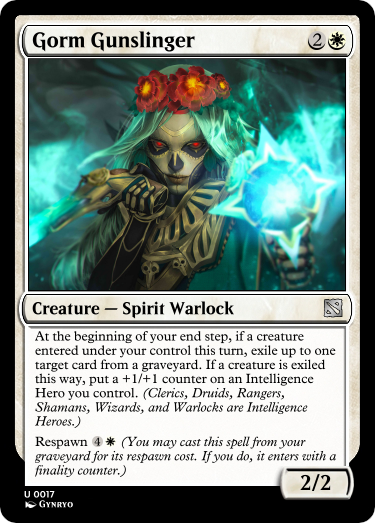 Gorm Gunslinger 2
Creature — Spirit Warlock
At the beginning of your end step, if a creature
entered under your control this turn, exile up to one
target card from a graveyard. If a creature is exiled
this way, put a +1/+1 counter on an Intelligence
Hero you control. (Clerics, Druids, Rangers,
Shamans, Wizards, and Warlocks are Intelligence
Heroes.)
Respawn 4 (You may cast this spell from your
graveyard for its respawn cost. If you do, it enters with a
finality counter.)
2/2
U 0017
Gynryo